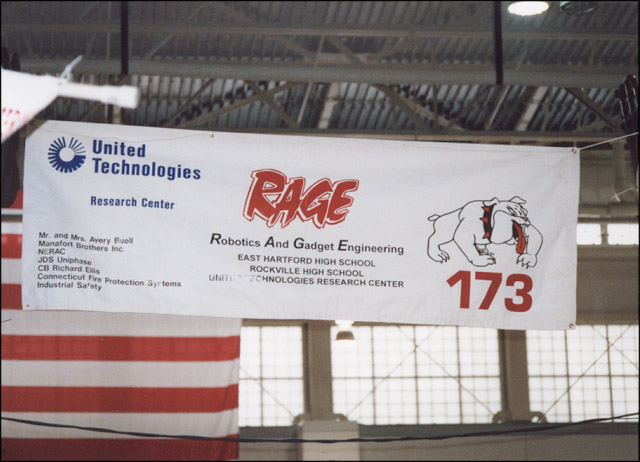 United
Technologies
Research Center
Mr. and Mrs. Avery Buell
Manafort Brothers Inc.
NERAC
JDS Uniphase
CB Richard Ellis
Connecticut Fire Protection Systems
Industrial Safety
RAGE
Robotics And Gadget Engineering
EAST HARTFORD HIGH SCHOOL
ROCKVILLE HIGH SCHOOL
UNITED TECHNOLOGIES RESEARCH CENTER
173